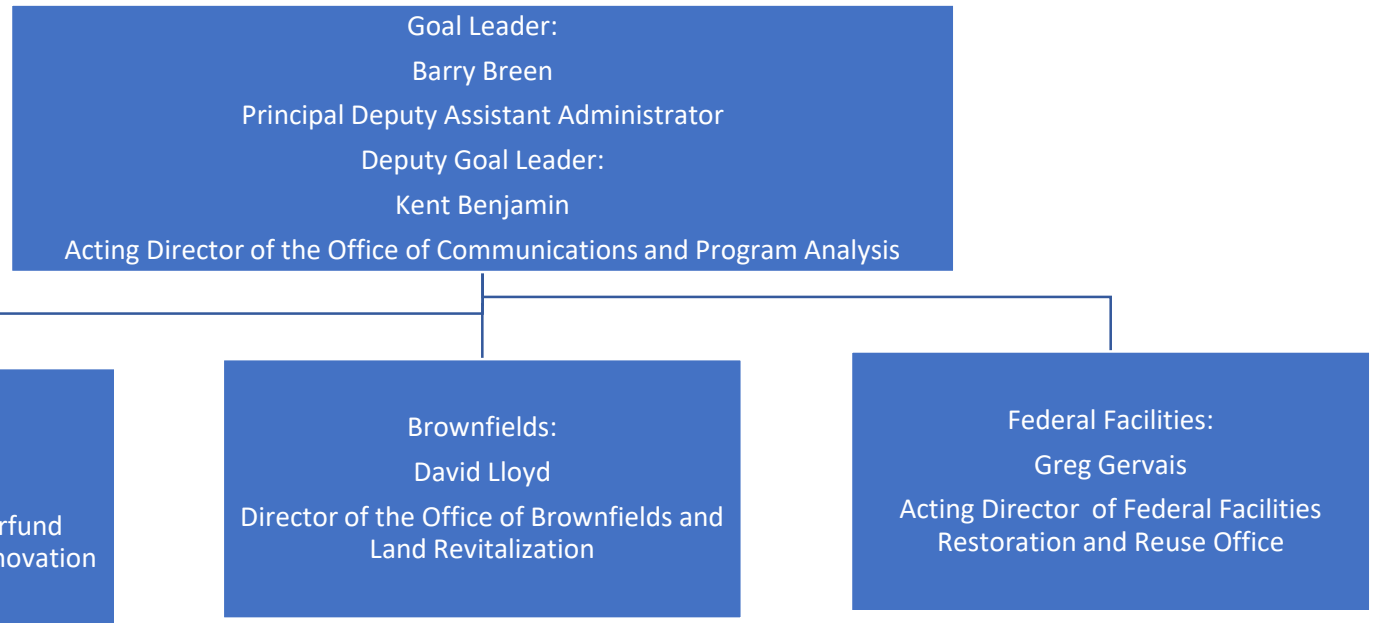 Goal Leader:
Barry Breen
Principal Deputy Assistant Administrator
Deputy Goal Leader:
Kent Benjamin
Acting Director of the Office of Communications and Program Analysis
rfund
novation
Brownfields:
David Lloyd
Director of the Office of Brownfields and
Land Revitalization
Federal Facilities:
Greg Gervais
Acting Director  of Federal Facilities
Restoration and Reuse Office